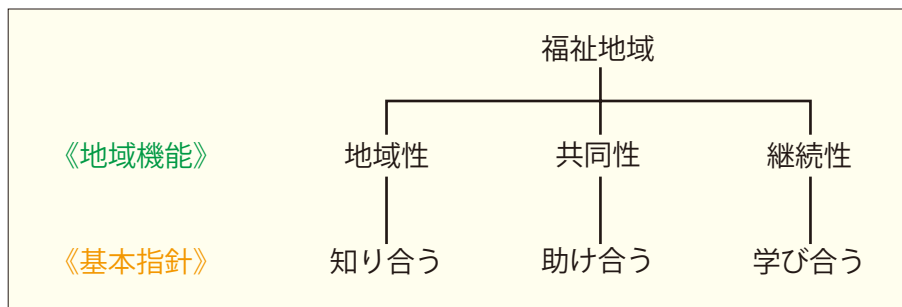 福祉地域
《地域機能》 地域性 共同性 継続性
《基本指針》 知り合う 助け合う 学び合う